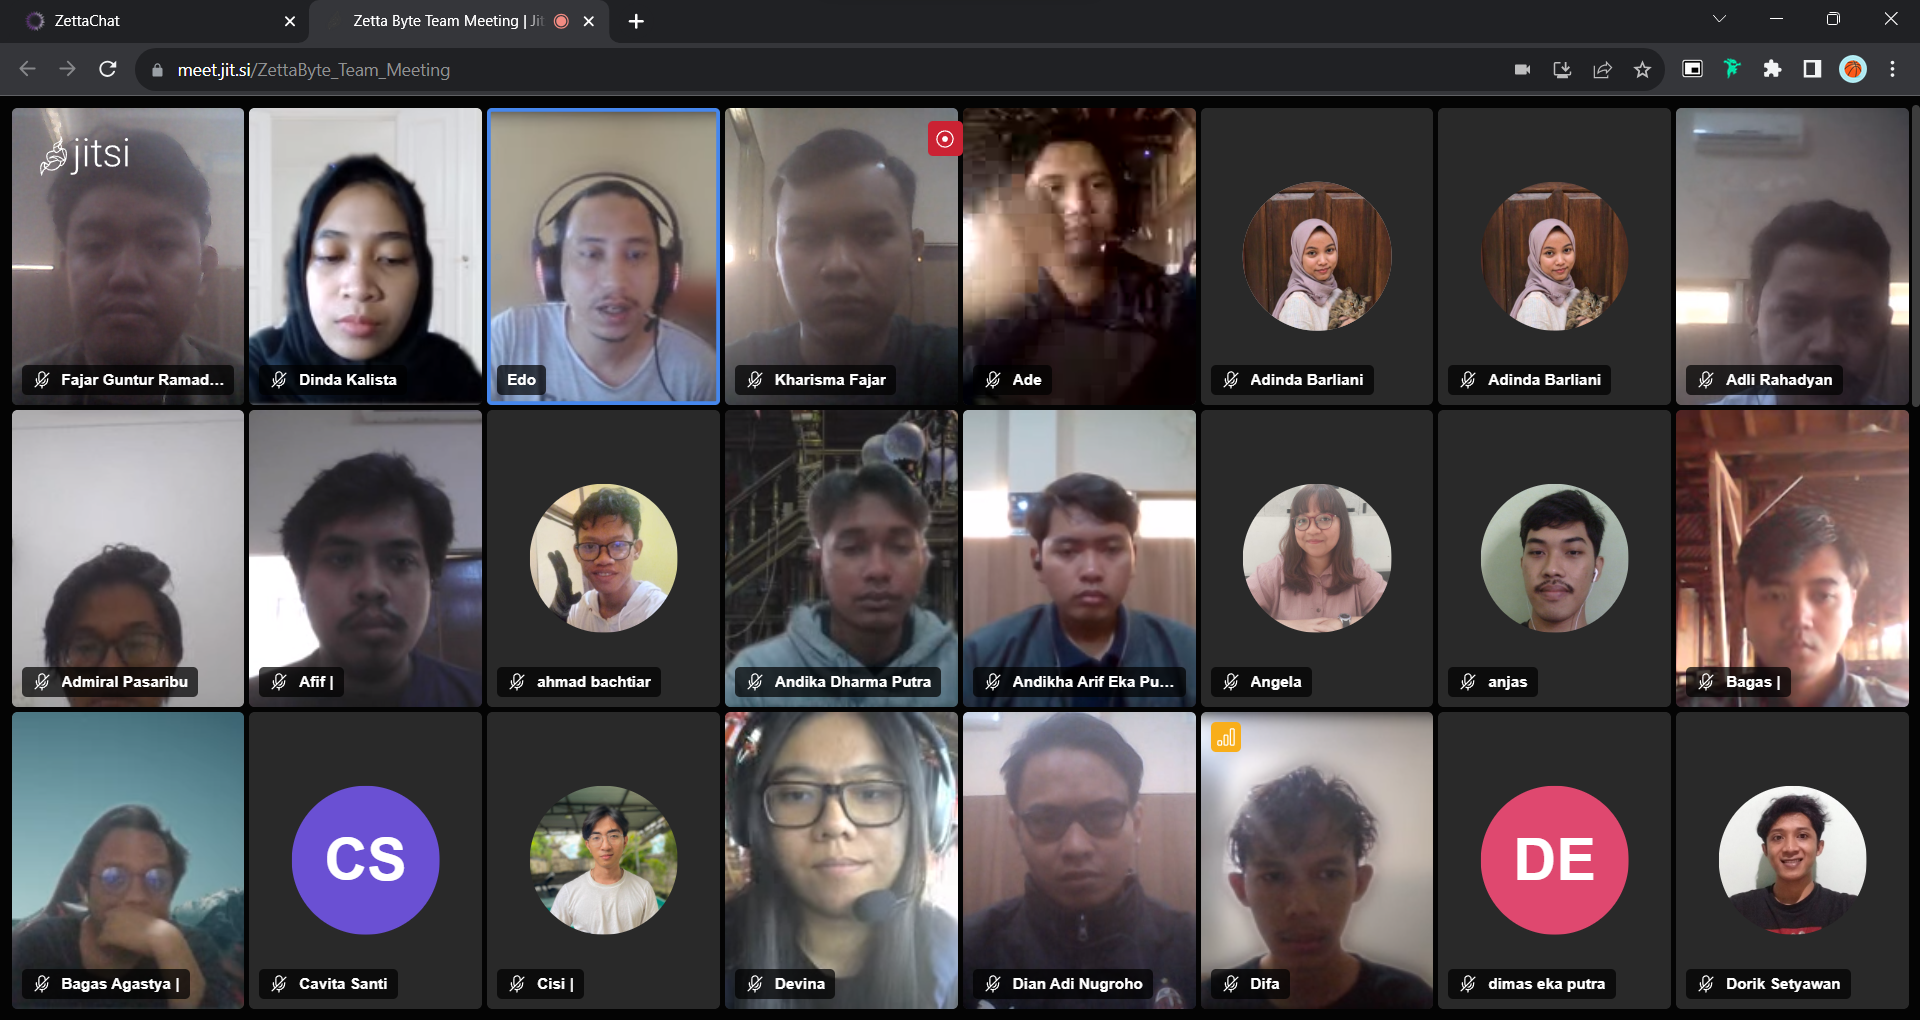 ZettaChat
Zetta Byte Team Meeting | Jit
meet.jit.si/ZettaByte_Team_Meeting
jitsi
Fajar Guntur Ramad...
Dinda Kalista
Edo
Kharisma Fajar
Ade
Adinda Barliani
Adinda Barliani
Adli Rahadyan
Admiral Pasaribu
Afif |
ahmad bachtiar
Andika Dharma Putra
Andikha Arif Eka Pu...
Angela
anjas
Bagas |
CS
DE
Bagas Agastya |
Cavita Santi
Cisi |
Devina
Dian Adi Nugroho
Difa
dimas eka putra
Dorik Setyawan